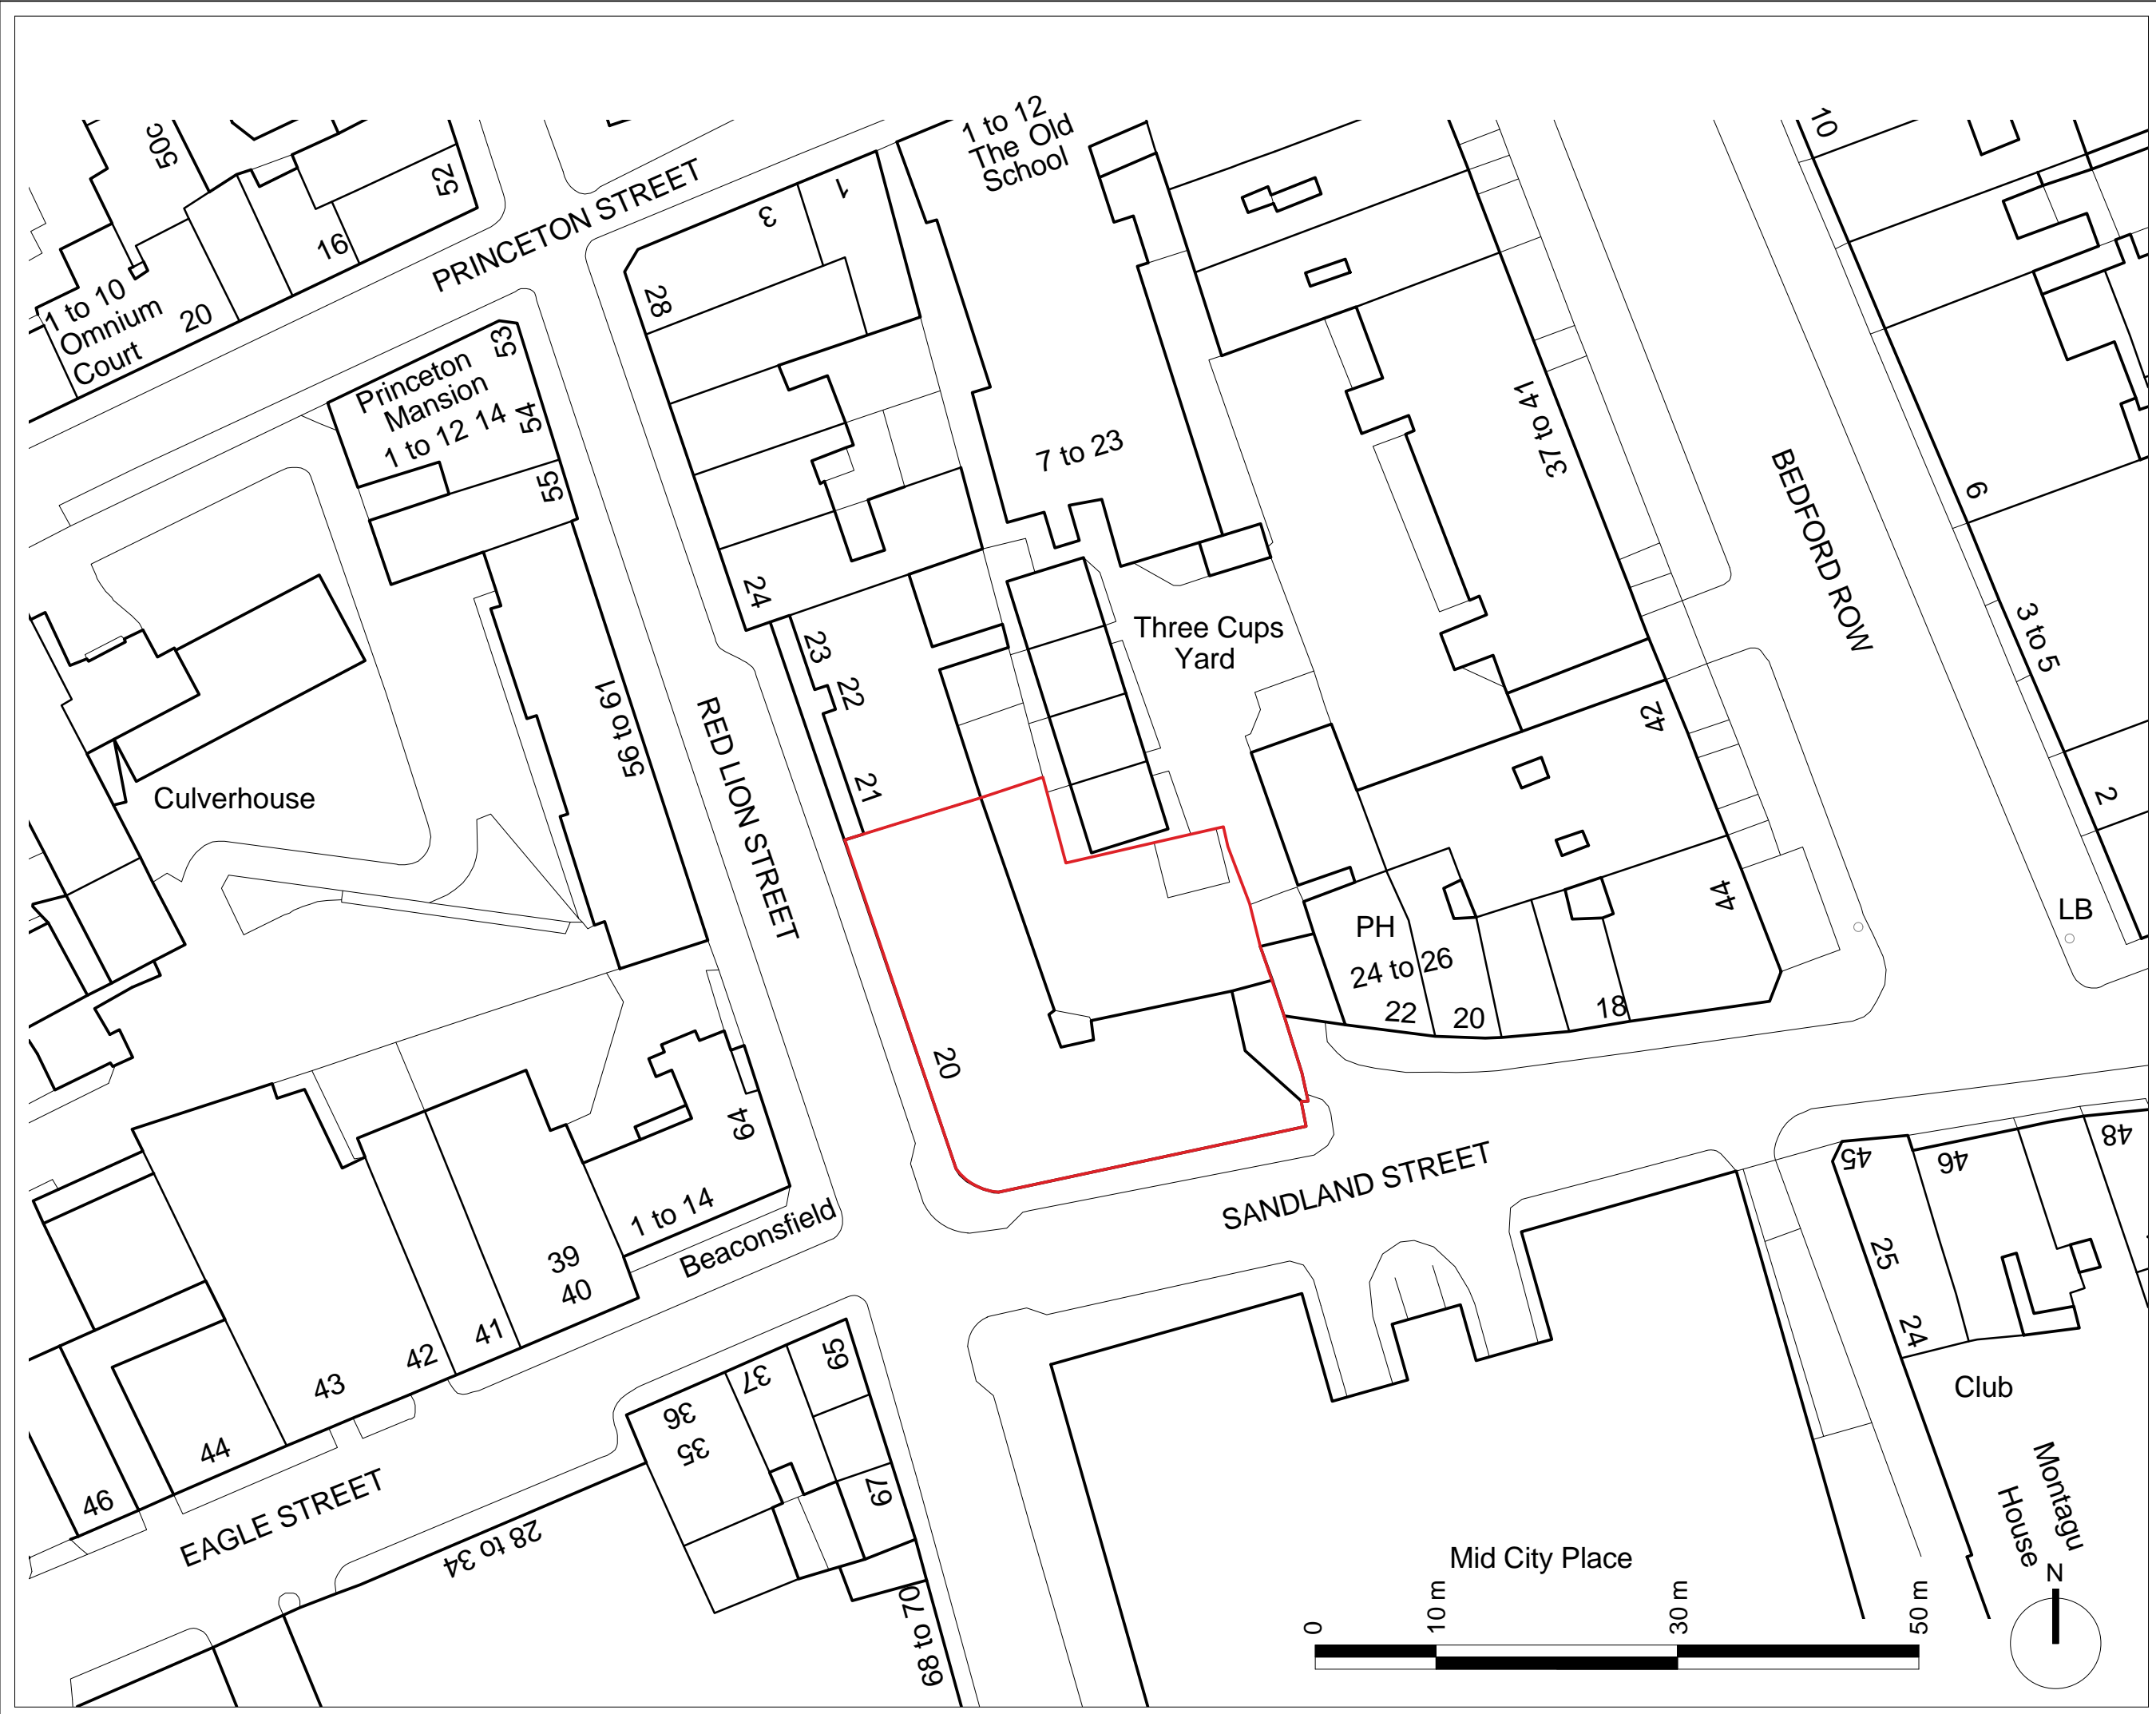 50c
52
16
20
1 to 10
Omnium
Court
PRINCETON STREET
1 to 12
The Old
School
1
3
28
10
53
Princeton
Mansion
54
1 to 12 14
55
7 to 23
37 to 41
BEDFORD ROW
6
3 to 5
2
24
23
22
21
Three Cups
Yard
42
44
56 to 61
RED LION STREET
Culverhouse
PH
24 to 26
22
20
18
LB
20
64
1 to 14
Beaconsfield
SANDLAND STREET
45
46
48
25
24
Club
39
40
41
42
43
44
46
EAGLE STREET
28 to 34
36
35
37
65
67
68 to 70
Mid City Place
Montagu
House
N
0
10 m
30 m
50 m